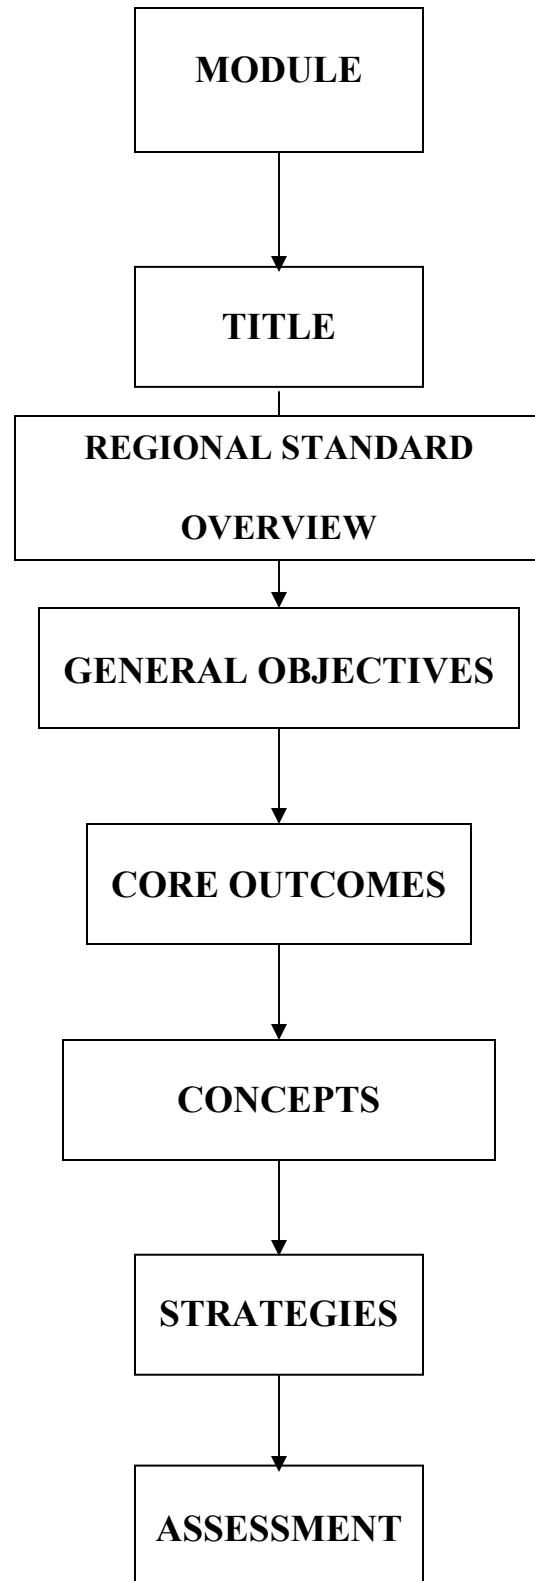 MODULE
TITLE
REGIONAL STANDARD
OVERVIEW
GENERAL OBJECTIVES
CORE OUTCOMES
CONCEPTS
STRATEGIES
ASSESSMENT